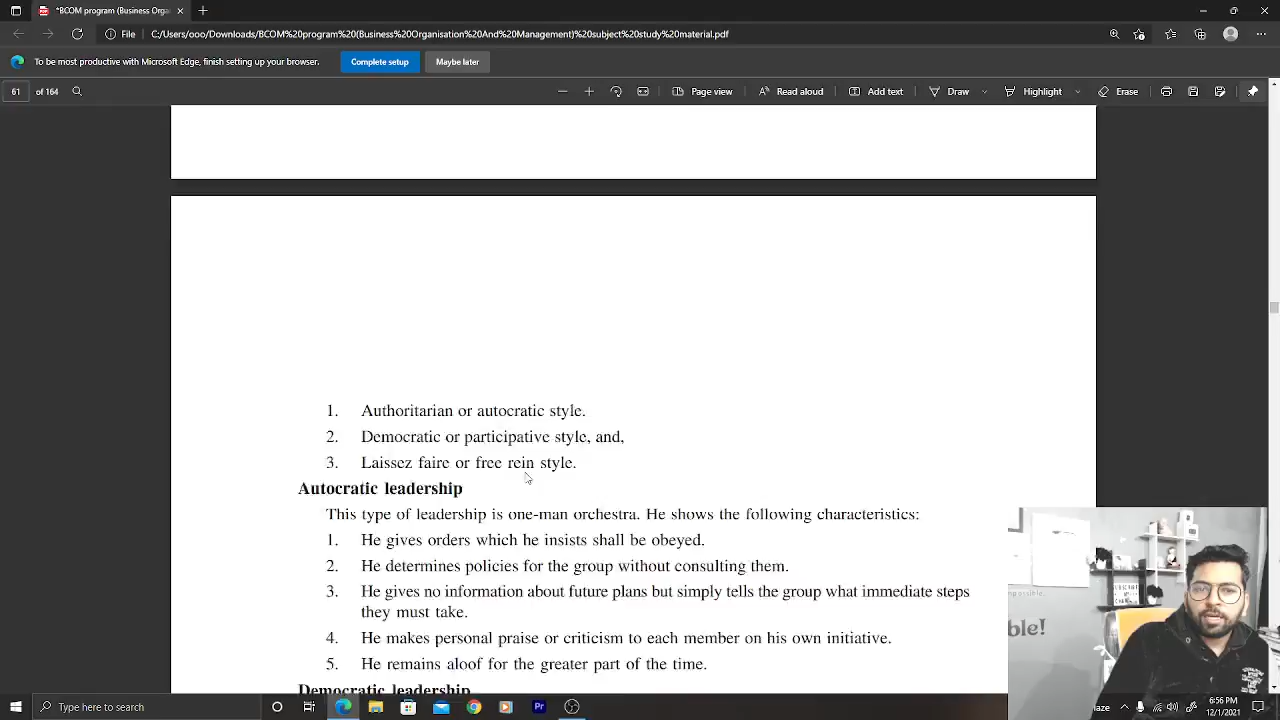 *BCOM program (Business Orga
File C:/Users/ooo/Downloads/BCOM%20program%20(Business%20Organisation%20And%20Management)%20subject%20study%20material.pdf
To be most productive with Microsoft Edge, finish setting up your browser. Complete setup Maybe later
61 of 164 Page view Read aloud Add text Draw Highlight Erase
1. Authoritarian or autocratic style.
2. Democratic or participative style, and,
3. Laissez faire or free rein style.
Autocratic leadership
This type of leadership is one-man orchestra. He shows the following characteristics:
1. He gives orders which he insists shall be obeyed.
2. He determines policies for the group without consulting them.
3. He gives no information about future plans but simply tells the group what immediate steps
they must take.
4. He makes personal praise or criticism to each member on his own initiative.
5. He remains aloof for the greater part of the time.
Democratic leadership
ble!
Type here to search
Haze
6:56 PM
12/1/2021